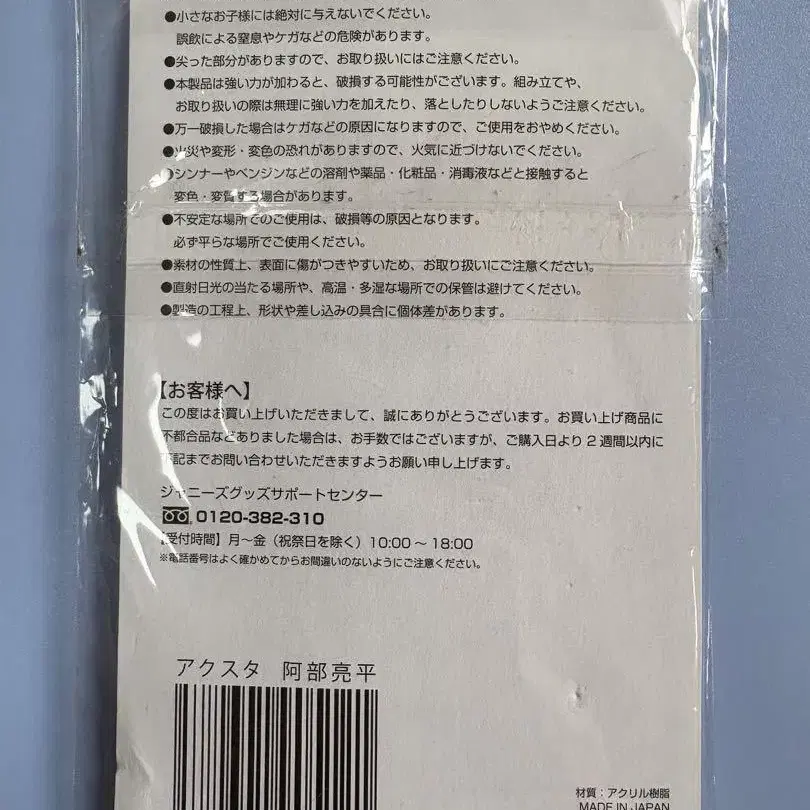 ●小さなお子様には絶対に与えないでください。
誤飲による窒息やケガなどの危険があります。
●尖った部分がありますので、お取り扱いにはご注意ください。
●本製品は強い力が加わると、破損する可能性がございます。組み立てや、
お取り扱いの際は無理に強い力を加えたり、落としたりしないようご注意ください。
●万一破損した場合はケガなどの原因になりますので、ご使用をおやめください。
●火災や変形・変色の恐れがありますので、火気に近づけないでください。
●シンナーやベンジンなどの溶剤や薬品・化粧品・消毒液などと接触すると
変色・変質する場合があります。
●不安定な場所でのご使用は、破損等の原因となります。
必ず平らな場所でご使用ください。
●素材の性質上、表面に傷がつきやすいため、お取り扱いにご注意ください。
●直射日光の当たる場所や、高温・多湿な場所での保管は避けてください。
●製造の工程上、形状や差し込みの具合に個体差があります。
【お客様へ】
この度はお買い上げいただきまして、誠にありがとうございます。お買い上げ商品に
不都合品などありました場合は、お手数ではございますが、ご購入日より2週間以内に
下記までお問い合わせいただきますようお願い申し上げます。
ジャニーズグッズサポートセンター
0120-382-310
【受付時間】月～金（祝祭日を除く）10:00～18:00
※電話番号はよく確かめてからお間違いのないようにご注意ください。
アクスタ 阿部亮平
材質：アクリル樹脂
MADE IN JAPAN